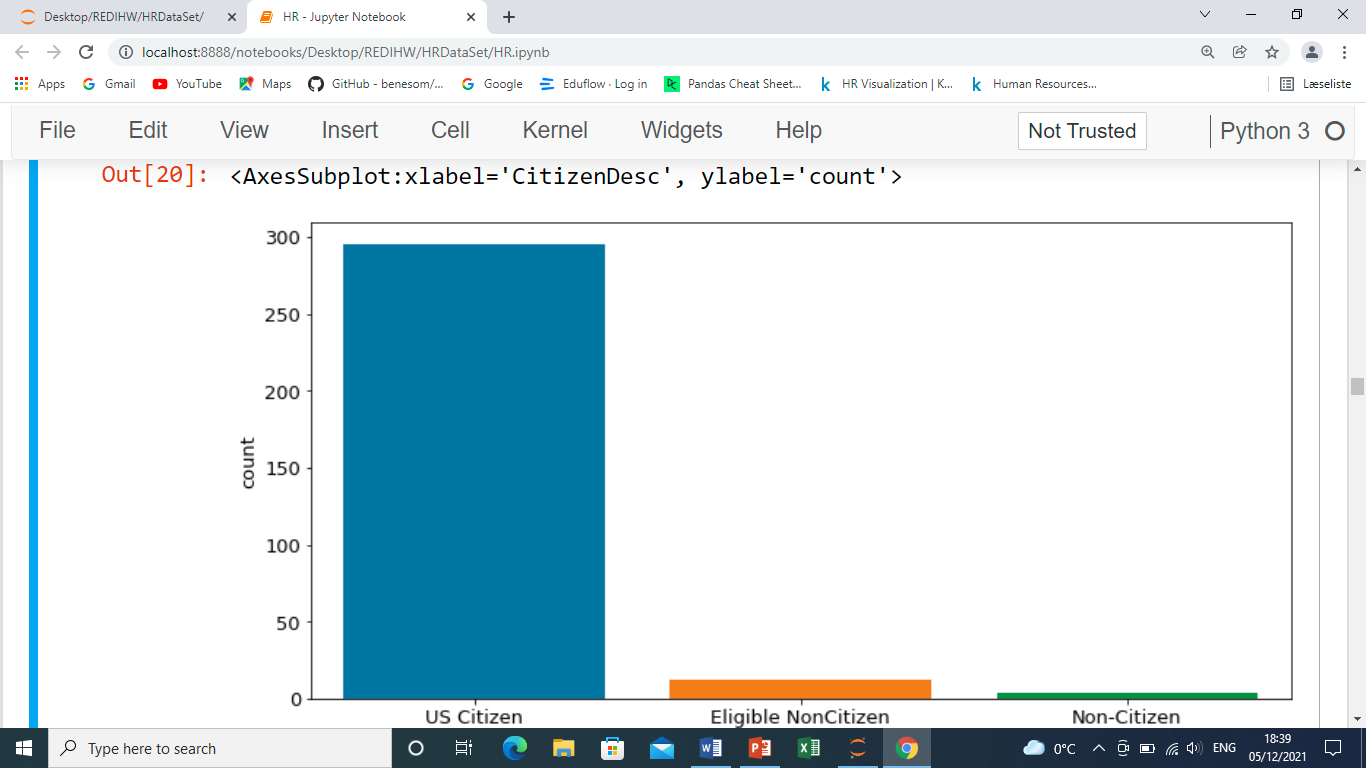 Desktop/REDIHW/HRDataSet/
HR - Jupyter Notebook
localhost:8888/notebooks/Desktop/REDIHW/HRDataSet/HR.ipynb
Apps Gmail YouTube Maps GitHub - benesom/... Google Eduflow · Log in Pandas Cheat Sheet... HR Visualization | K... Human Resources... Læseliste
File Edit View Insert Cell Kernel Widgets Help Not Trusted Python 3
Out[20]: <AxesSubplot:xlabel='CitizenDesc', ylabel='count'>
300
250
200
150
100
50
0
count
US Citizen Eligible NonCitizen Non-Citizen
Type here to search
0°C
ENG
18:39
05/12/2021